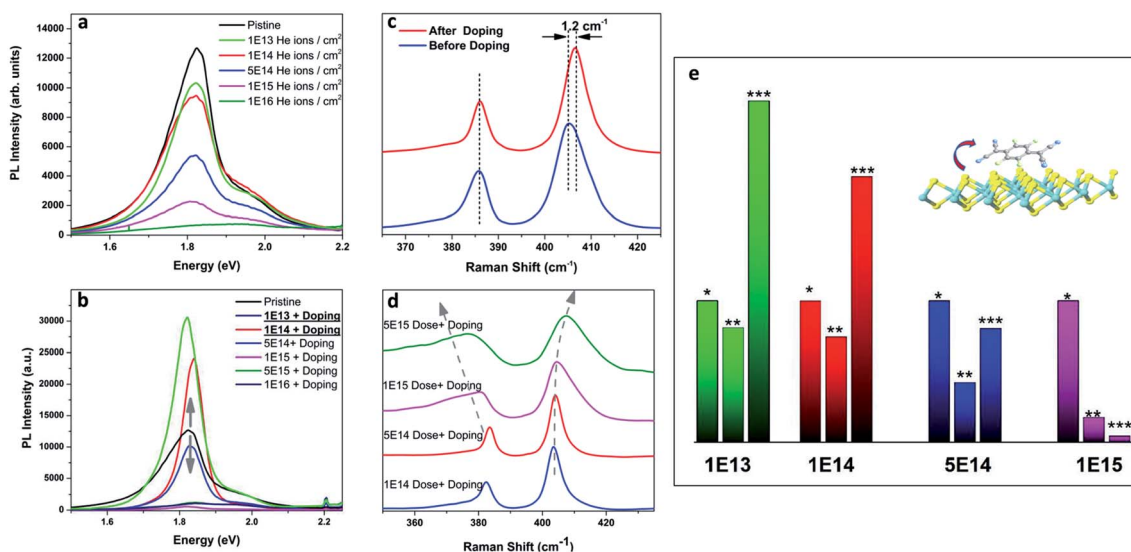 a
Pistine
1E13 He ions / cm²
1E14 He ions / cm²
5E14 He ions / cm²
1E15 He ions / cm²
1E16 He ions / cm²
PL Intensity (arb. units)
14000
12000
10000
8000
6000
4000
2000
0
1.6
1.8
2.0
2.2
Energy (eV)
c
1.2 cm⁻¹
After Doping
Before Doping
370
385
400
420
Raman Shift (cm⁻¹)
b
Pristine
1E13 + Doping
1E14 + Doping
5E14+ Doping
1E15 + Doping
5E15 + Doping
1E16 + Doping
PL Intensity (a.u.)
30000
25000
20000
15000
10000
5000
0
1.6
1.8
2.0
2.2
Energy (eV)
d
5E15 Dose+ Doping
1E15 Dose+ Doping
5E14 Dose+ Doping
1E14 Dose+ Doping
360
380
400
420
Raman Shift (cm⁻¹)
e
* ** ***
* ** ***
* ** ***
* ** ***
1E13
1E14
5E14
1E15